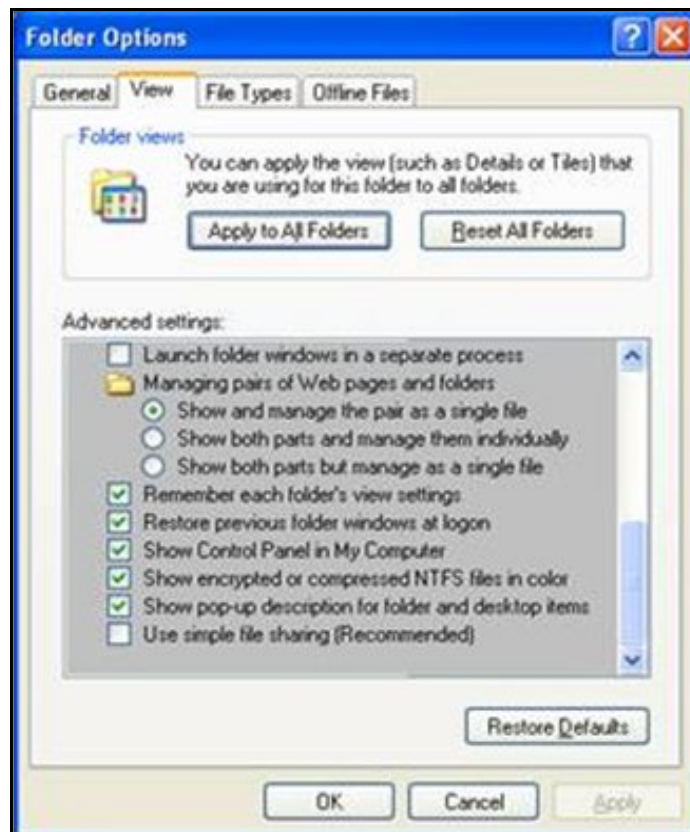 Folder Options
General View File Types Offline Files
Folder views
You can apply the view (such as Details or Tiles) that
you are using for this folder to all folders.
Apply to All Folders Reset All Folders
Advanced settings:
Launch folder windows in a separate process
Managing pairs of Web pages and folders
Show and manage the pair as a single file
Show both parts and manage them individually
Show both parts but manage as a single file
Remember each folder's view settings
Restore previous folder windows at logon
Show Control Panel in My Computer
Show encrypted or compressed NTFS files in color
Show pop-up description for folder and desktop items
Use simple file sharing (Recommended)
Restore Defaults
OK Cancel Apply